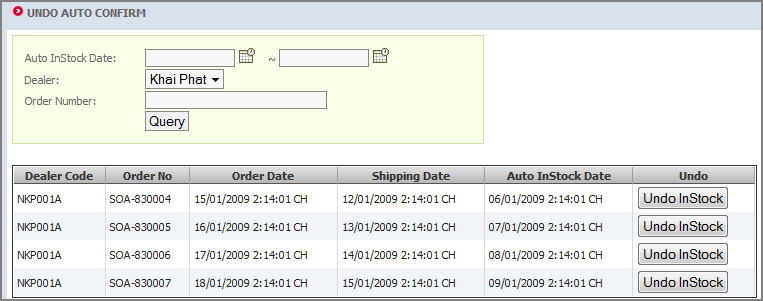 UNDO AUTO CONFIRM
Auto InStock Date: ~
Dealer: Khai Phat
Order Number:
Query
Dealer Code Order No Order Date Shipping Date Auto InStock Date Undo
NKP001A SOA-830004 15/01/2009 2:14:01 CH 12/01/2009 2:14:01 CH 06/01/2009 2:14:01 CH Undo InStock
NKP001A SOA-830005 16/01/2009 2:14:01 CH 13/01/2009 2:14:01 CH 07/01/2009 2:14:01 CH Undo InStock
NKP001A SOA-830006 17/01/2009 2:14:01 CH 14/01/2009 2:14:01 CH 08/01/2009 2:14:01 CH Undo InStock
NKP001A SOA-830007 18/01/2009 2:14:01 CH 15/01/2009 2:14:01 CH 09/01/2009 2:14:01 CH Undo InStock